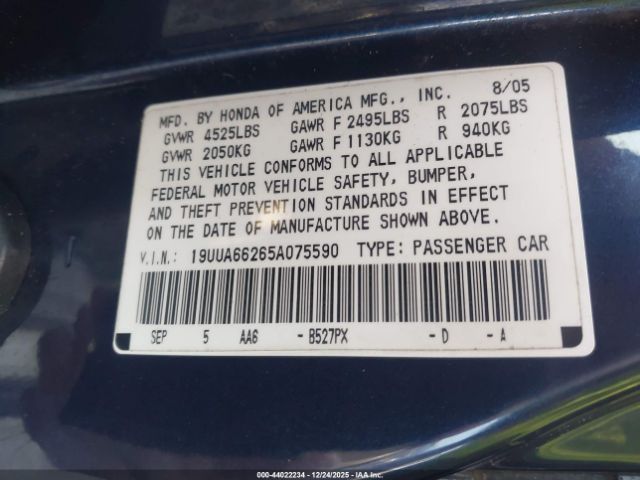 MFD. BY HONDA OF AMERICA MFG., INC. 8/05
GVWR 4525LBS GAWR F 2495LBS R 2075LBS
GVWR 2050KG GAWR F 1130KG R 940KG
THIS VEHICLE CONFORMS TO ALL APPLICABLE
FEDERAL MOTOR VEHICLE SAFETY, BUMPER,
AND THEFT PREVENTION STANDARDS IN EFFECT
ON THE DATE OF MANUFACTURE SHOWN ABOVE.
V.I.N.: 19UUA66265A075590 TYPE: PASSENGER CAR
SEP 5 AA6 - B527PX - D - A
000-44022234 - 12/24/2025 - IAA Inc.